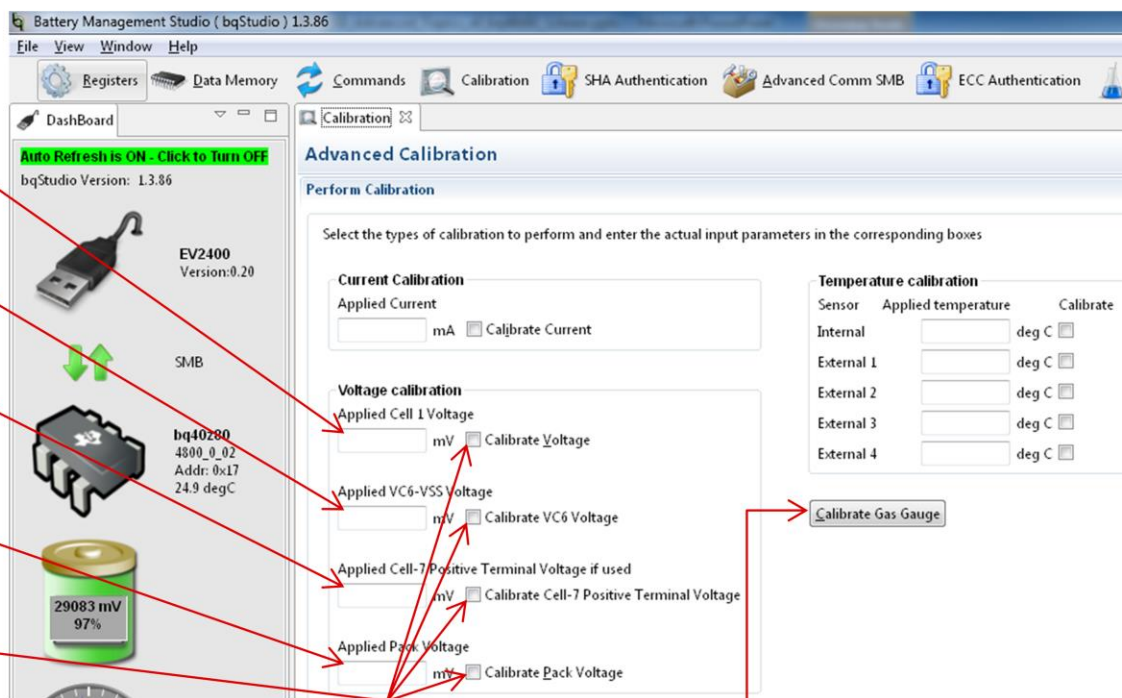 Battery Management Studio ( bqStudio ) 1.3.86
File View Window Help
Registers Data Memory Commands Calibration SHA Authentication Advanced Comm SMB ECC Authentication
DashBoard
Calibration
Auto Refresh is ON - Click to Turn OFF
bqStudio Version: 1.3.86
EV2400
Version:0.20
SMB
bq40z80
4800_0_02
Addr: 0x17
24.9 degC
29083 mV
97%
Advanced Calibration
Perform Calibration
Select the types of calibration to perform and enter the actual input parameters in the corresponding boxes
Current Calibration
Applied Current
mA Calibrate Current
Voltage calibration
Applied Cell 1 Voltage
mV Calibrate Voltage
Applied VC6-VSS Voltage
mV Calibrate VC6 Voltage
Applied Cell-7 Positive Terminal Voltage if used
mV Calibrate Cell-7 Positive Terminal Voltage
Applied Pack Voltage
mV Calibrate Pack Voltage
Temperature calibration
Sensor Applied temperature Calibrate
Internal deg C
External 1 deg C
External 2 deg C
External 3 deg C
External 4 deg C
Calibrate Gas Gauge